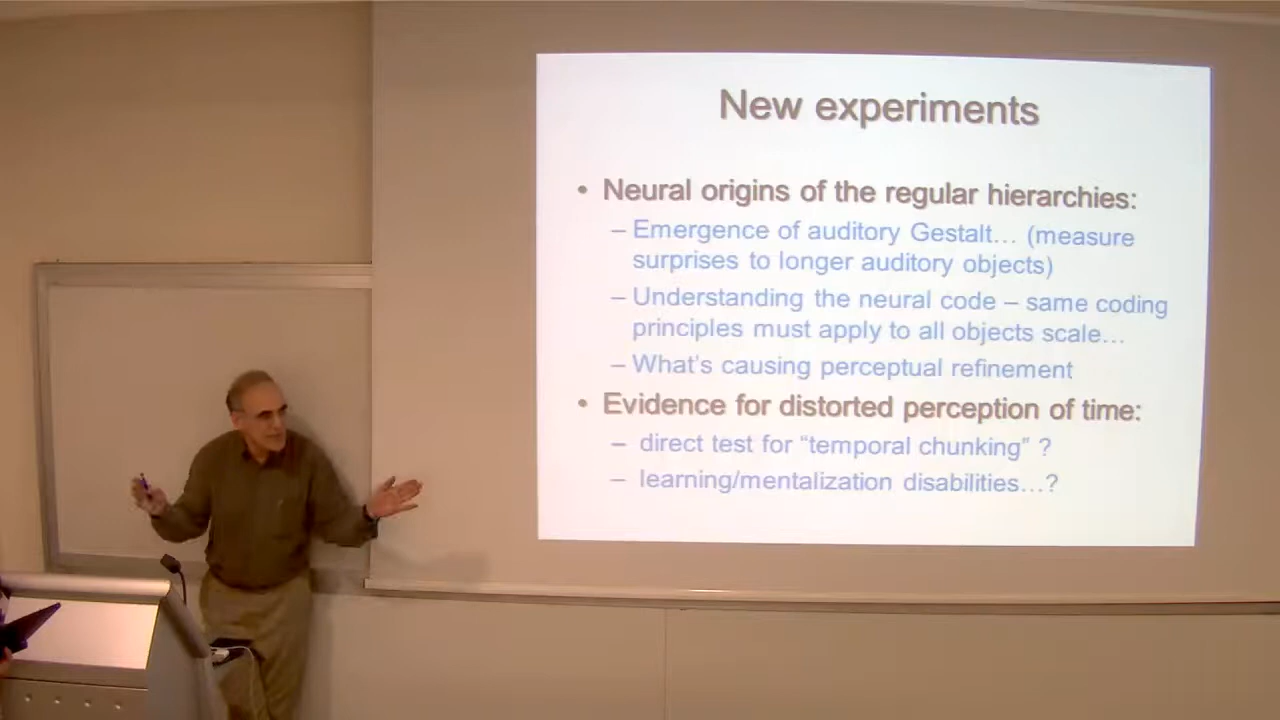 New experiments
• Neural origins of the regular hierarchies:
– Emergence of auditory Gestalt… (measure
surprises to longer auditory objects)
– Understanding the neural code – same coding
principles must apply to all objects scale…
– What's causing perceptual refinement
• Evidence for distorted perception of time:
– direct test for “temporal chunking” ?
– learning/mentalization disabilities…?